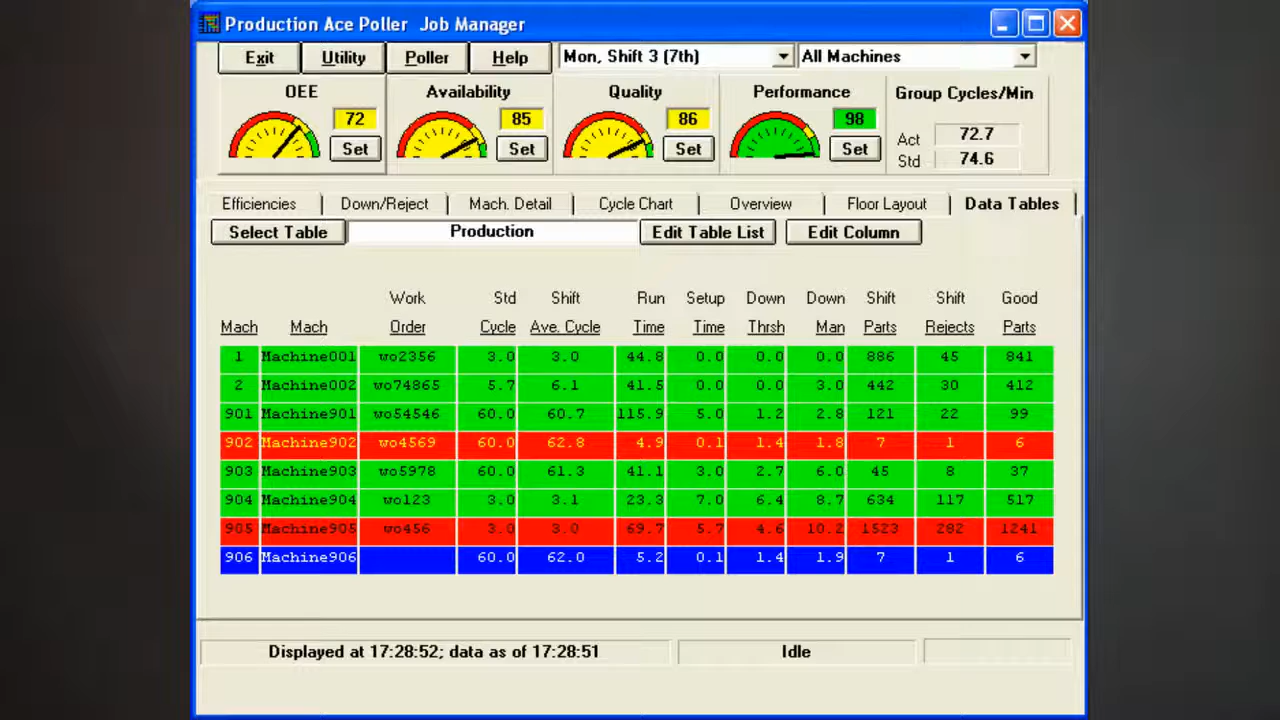 Production Ace Poller Job Manager
Exit Utility Poller Help Mon, Shift 3 (7th) All Machines
OEE Availability Quality Performance Group Cycles/Min
72 85 86 98 Act 72.7
Set Set Set Set Std 74.6
Efficiencies Down/Reject Mach. Detail Cycle Chart Overview Floor Layout Data Tables
Select Table Production Edit Table List Edit Column
Work Std Shift Run Setup Down Down Shift Shift Good
Mach Mach Order Cycle Ave. Cycle Time Time Thrsh Man Parts Rejects Parts
1 Machine001 wo2356 3.0 3.0 44.8 0.0 0.0 0.0 886 45 841
2 Machine002 wo74865 5.7 6.1 41.5 0.0 0.0 3.0 442 30 412
901 Machine901 wo54546 60.0 60.7 115.9 5.0 1.2 2.8 121 22 99
902 Machine902 wo4569 60.0 62.8 4.9 0.1 1.4 1.8 7 1 6
903 Machine903 wo5978 60.0 61.3 41.1 3.0 2.7 6.0 45 8 37
904 Machine904 wo123 3.0 3.1 23.3 7.0 6.4 8.7 634 117 517
905 Machine905 wo456 3.0 3.0 69.7 5.7 4.6 10.2 1523 282 1241
906 Machine906 60.0 62.0 5.2 0.1 1.4 1.9 7 1 6
Displayed at 17:28:52; data as of 17:28:51 Idle